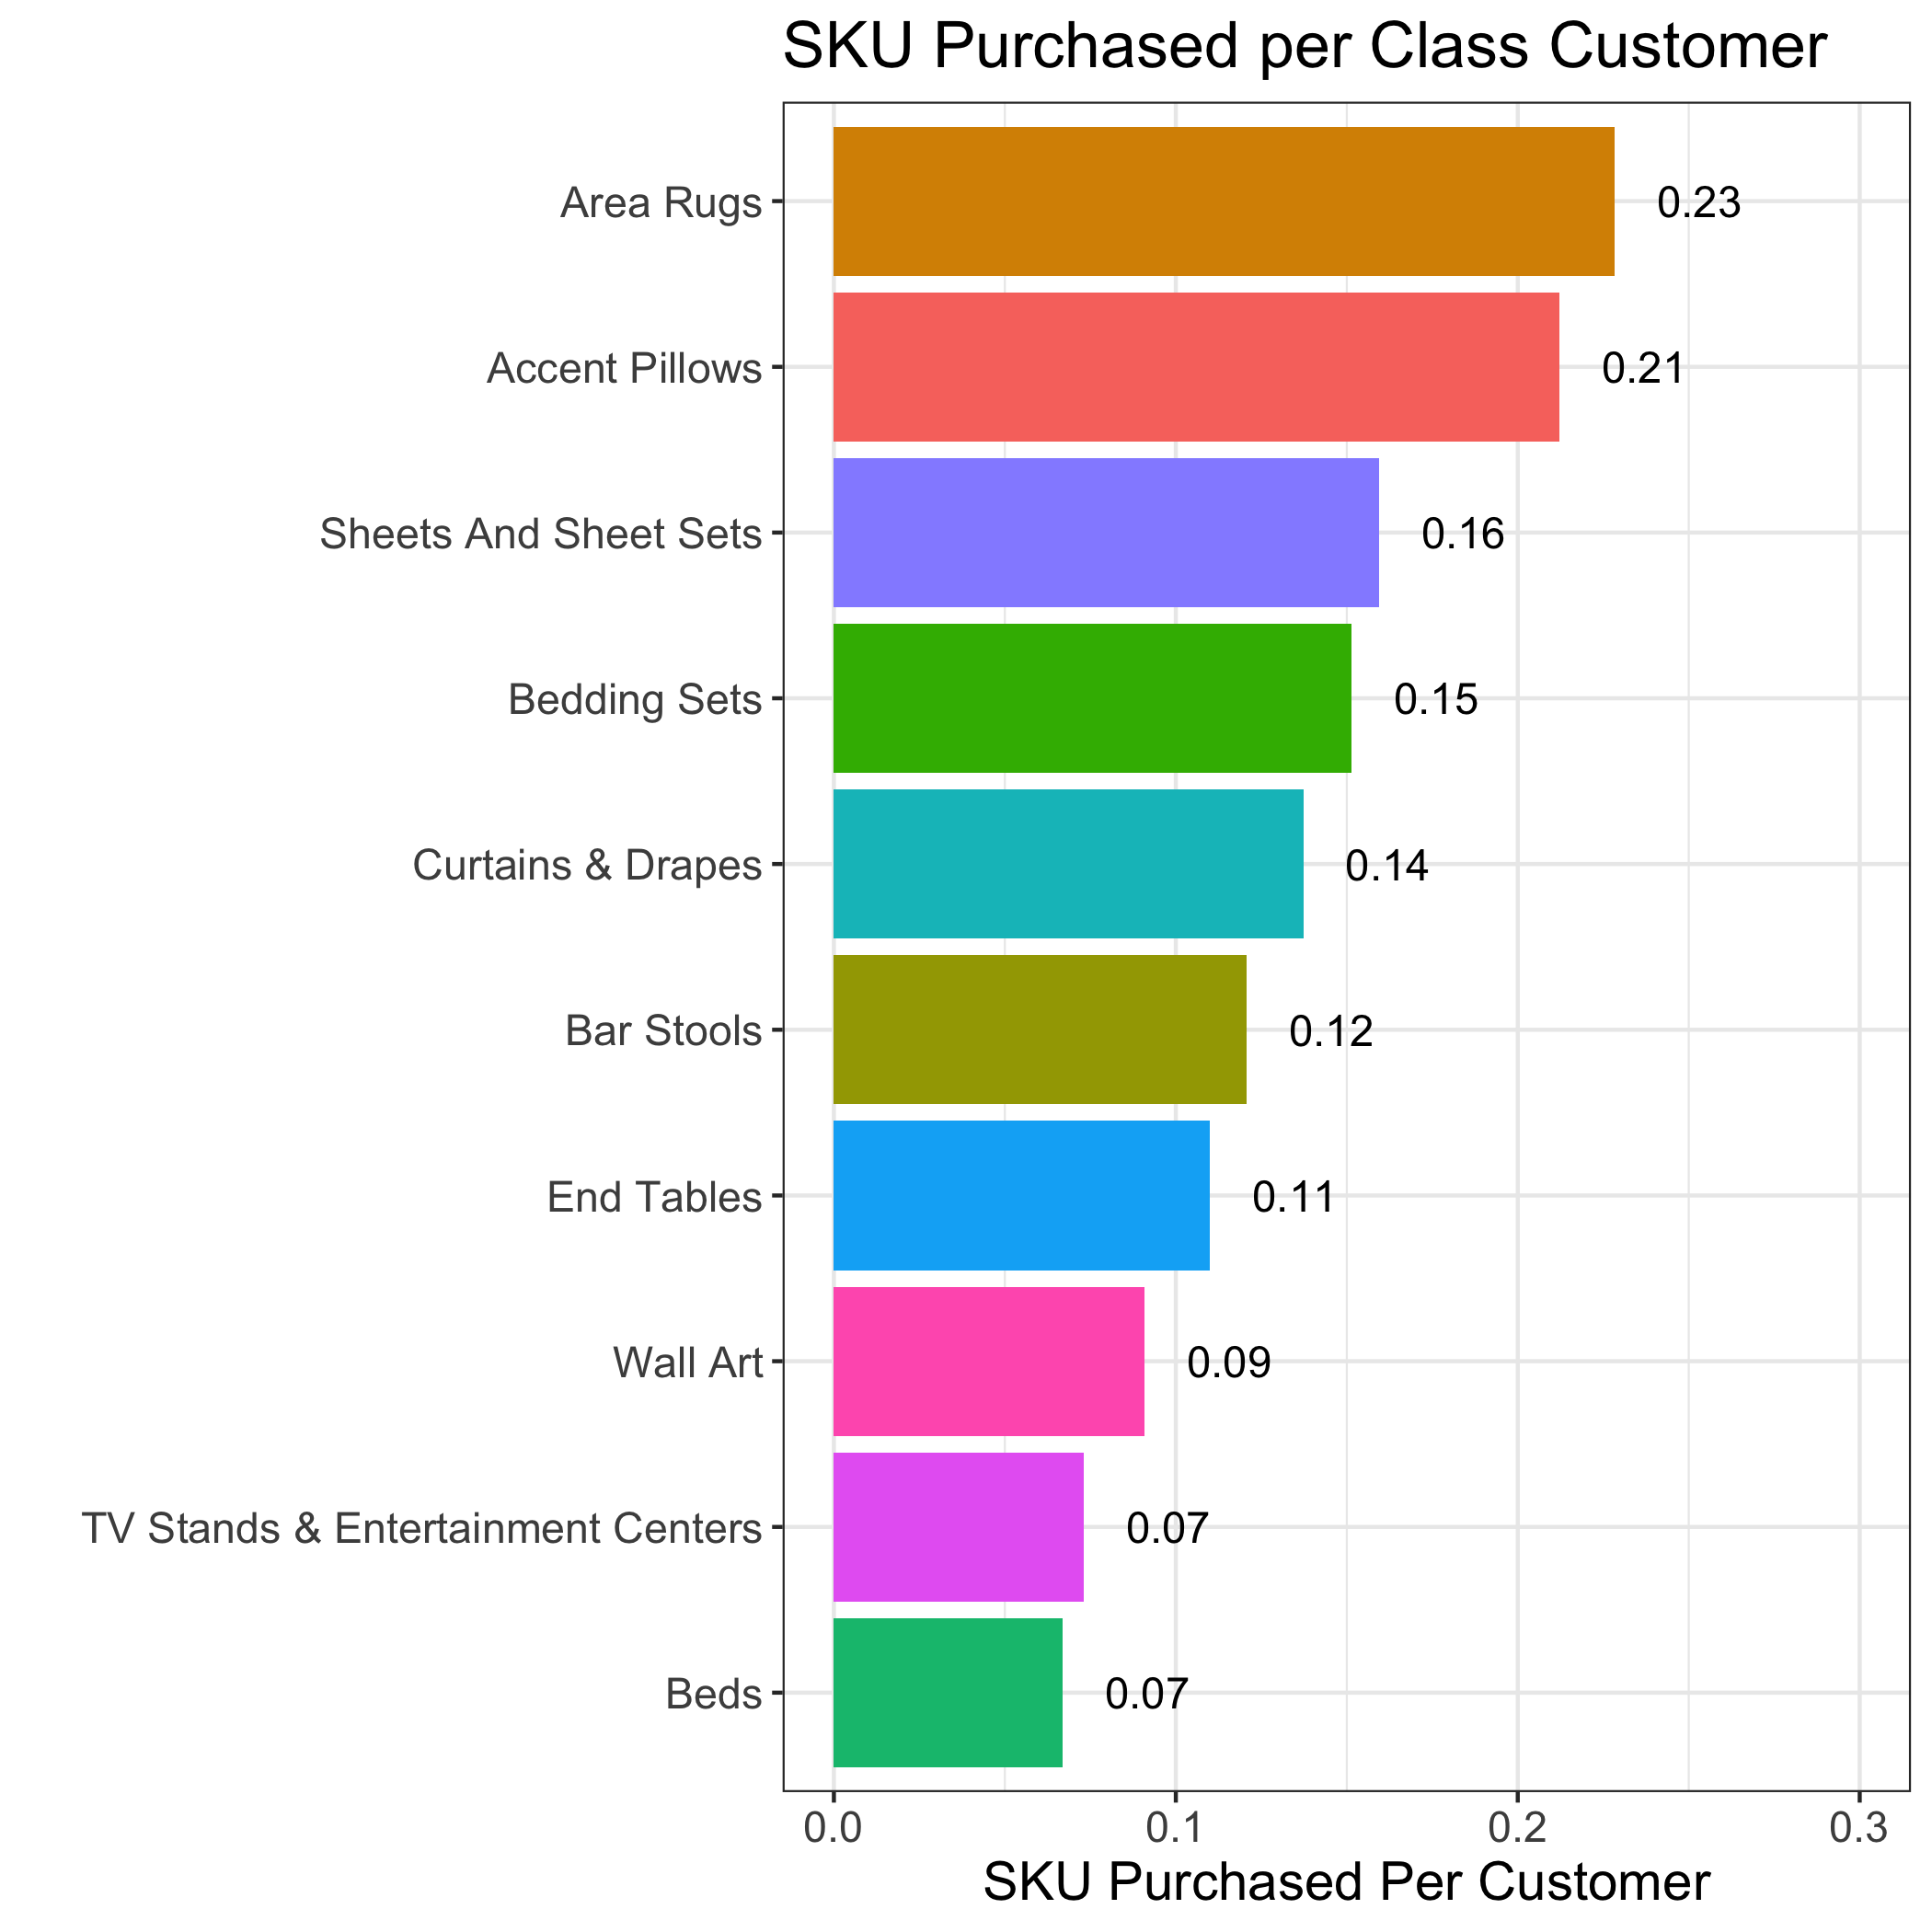 SKU Purchased per Class Customer
Area Rugs 0.23
Accent Pillows 0.21
Sheets And Sheet Sets 0.16
Bedding Sets 0.15
Curtains & Drapes 0.14
Bar Stools 0.12
End Tables 0.11
Wall Art 0.09
TV Stands & Entertainment Centers 0.07
Beds 0.07
0.0 0.1 0.2 0.3
SKU Purchased Per Customer